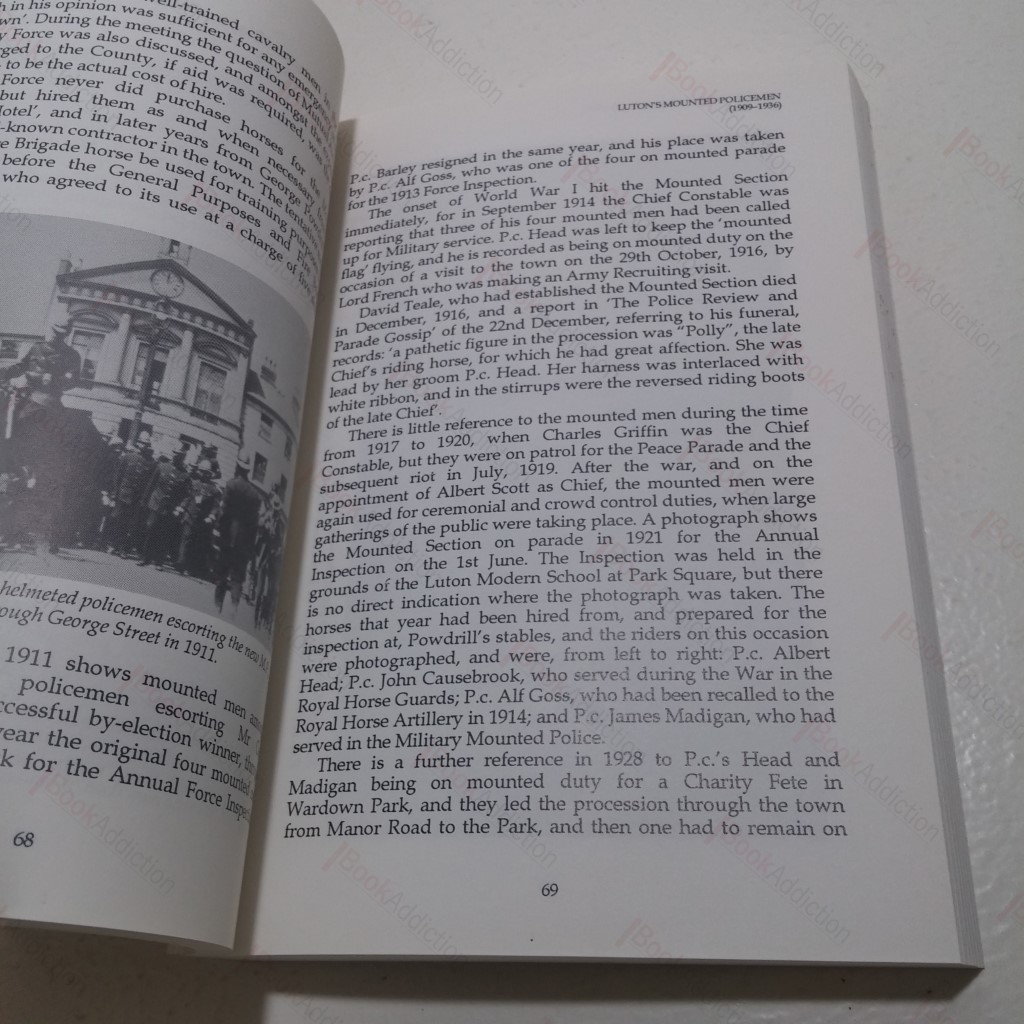 well-trained cavalry men
h in his opinion was sufficient for any emerg
wn'. During the meeting the question of Mutual
y Force was also discussed, and amongst the
ged to the County, if aid was required, was
to be the actual cost of hire.
Force never did purchase horses for the
but hired them as and when necessary
Hotel', and in later years from George Pow
-known contractor in the town. The tentative
e Brigade horse be used for training purpos
before the General Purposes and Fire
who agreed to its use at a charge of five
helmeted policemen escorting the new M.P.
ough George Street in 1911.
1911 shows mounted men and
policemen escorting Mr
ccessful by-election winner, thr
year the original four mounted
k for the Annual Force Inspec
68
LUTON'S MOUNTED POLICEMEN
(1909–1936)
P.c. Barley resigned in the same year, and his place was taken
by P.c. Alf Goss, who was one of the four on mounted parade
for the 1913 Force Inspection.
The onset of World War I hit the Mounted Section
immediately, for in September 1914 the Chief Constable was
reporting that three of his four mounted men had been called
up for Military service. P.c. Head was left to keep the 'mounted
flag' flying, and he is recorded as being on mounted duty on the
occasion of a visit to the town on the 29th October, 1916, by
Lord French who was making an Army Recruiting visit.
David Teale, who had established the Mounted Section died
in December, 1916, and a report in 'The Police Review and
Parade Gossip' of the 22nd December, referring to his funeral,
records: 'a pathetic figure in the procession was "Polly", the late
Chief's riding horse, for which he had great affection. She was
lead by her groom P.c. Head. Her harness was interlaced with
white ribbon, and in the stirrups were the reversed riding boots
of the late Chief'.
There is little reference to the mounted men during the time
from 1917 to 1920, when Charles Griffin was the Chief
Constable, but they were on patrol for the Peace Parade and the
subsequent riot in July, 1919. After the war, and on the
appointment of Albert Scott as Chief, the mounted men were
again used for ceremonial and crowd control duties, when large
gatherings of the public were taking place. A photograph shows
the Mounted Section on parade in 1921 for the Annual
Inspection on the 1st June. The Inspection was held in the
grounds of the Luton Modern School at Park Square, but there
is no direct indication where the photograph was taken. The
horses that year had been hired from, and prepared for the
inspection at, Powdrill's stables, and the riders on this occasion
were photographed, and were, from left to right: P.c. Albert
Head; P.c. John Causebrook, who served during the War in the
Royal Horse Guards; P.c. Alf Goss, who had been recalled to the
Royal Horse Artillery in 1914; and P.c. James Madigan, who had
served in the Military Mounted Police.
There is a further reference in 1928 to P.c.'s Head and
Madigan being on mounted duty for a Charity Fete in
Wardown Park, and they led the procession through the town
from Manor Road to the Park, and then one had to remain on
69
BookAddiction